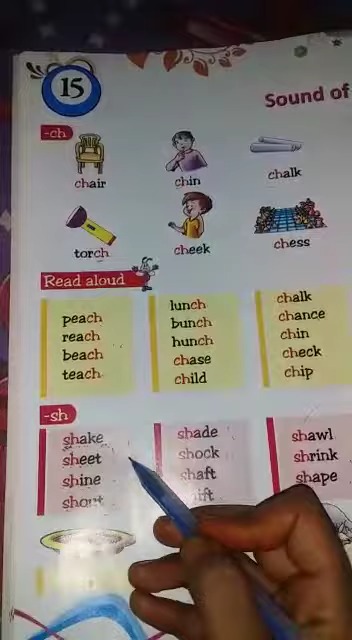 15
Sound of
-ch
chair chin chalk
torch cheek chess
Read aloud
peach
reach
beach
teach
lunch
bunch
hunch
chase
child
chalk
chance
chin
check
chip
-sh
shake
sheet
shine
shout
shade
shock
shaft
shawl
shrink
shape